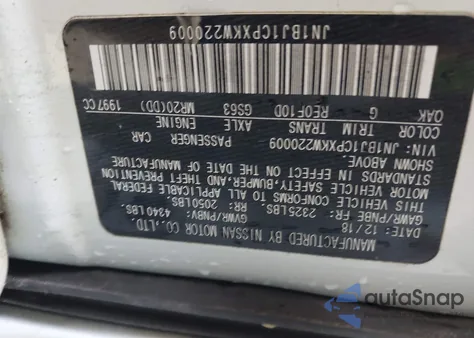 MANUFACTURED BY NISSAN MOTOR CO.,LTD.
DATE: 12/18 GVWR/PNBV: 4340LBS.
GAWR/PNBE FR: 2325LBS. RR: 2050LBS.
THIS VEHICLE CONFORMS TO ALL APPLICABLE FEDERAL
MOTOR VEHICLE SAFETY, BUMPER, AND THEFT PREVENTION
STANDARDS IN EFFECT ON THE DATE OF MANUFACTURE
SHOWN ABOVE.
VIN: JN1BJ1CPXKW220009 PASSENGER CAR
COLOR TRIM TRANS AXLE ENGINE
QAK G RE0F10D GS63 MR20(DD) 1997CC
JN1BJ1CPXKW220009
autoSnap